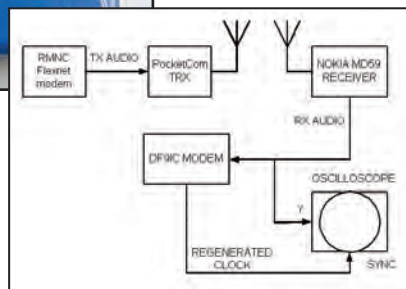 RMNC
Flexnet
modem
TX AUDIO
PocketCom
TRX
NOKIA MD59
RECEIVER
RX AUDIO
DF9IC MODEM
OSCILLOSCOPE
Y
REGENERATED
CLOCK
SYNC